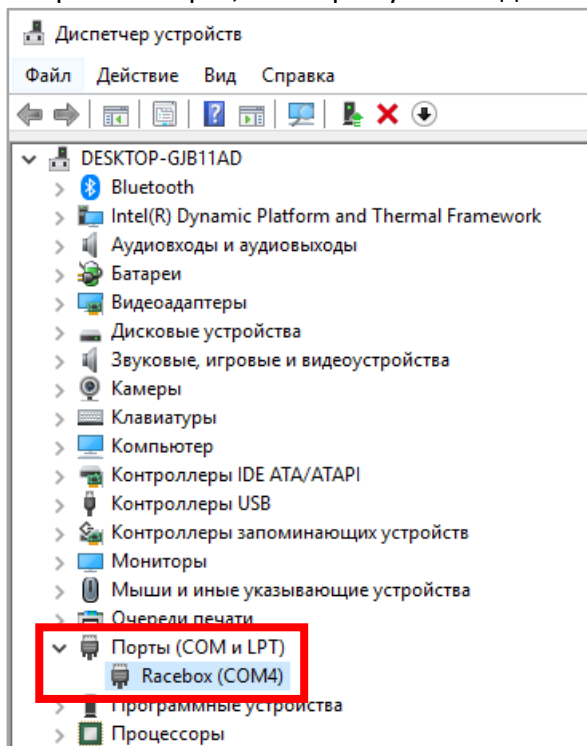 Диспетчер устройств
Файл Действие Вид Справка
DESKTOP-GJB11AD
Bluetooth
Intel(R) Dynamic Platform and Thermal Framework
Аудиовходы и аудиовыходы
Батареи
Видеоадаптеры
Дисковые устройства
Звуковые, игровые и видеоустройства
Камеры
Клавиатуры
Компьютер
Контроллеры IDE ATA/ATAPI
Контроллеры USB
Контроллеры запоминающих устройств
Мониторы
Мыши и иные указывающие устройства
Очереди печати
Порты (COM и LPT)
Racebox (COM4)
Программные устройства
Процессоры